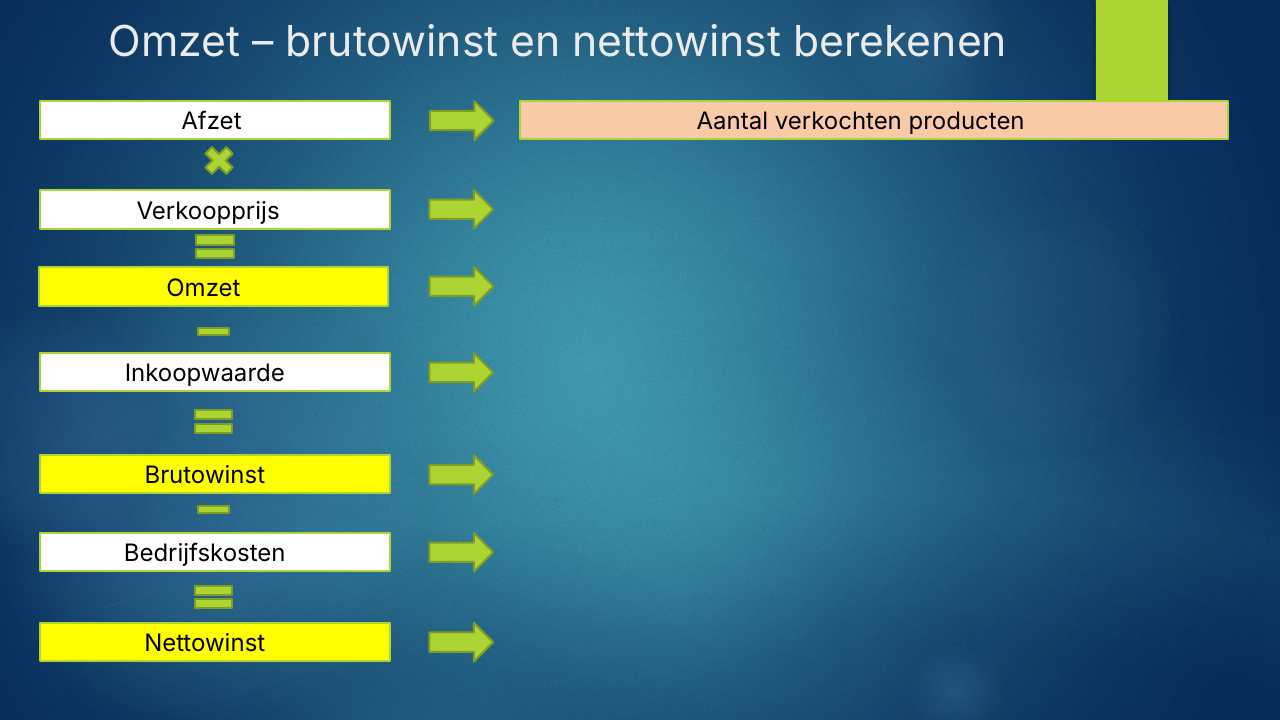 Omzet – brutowinst en nettowinst berekenen
Afzet
Aantal verkochten producten
Verkoopprijs
Omzet
Inkoopwaarde
Brutowinst
Bedrijfskosten
Nettowinst